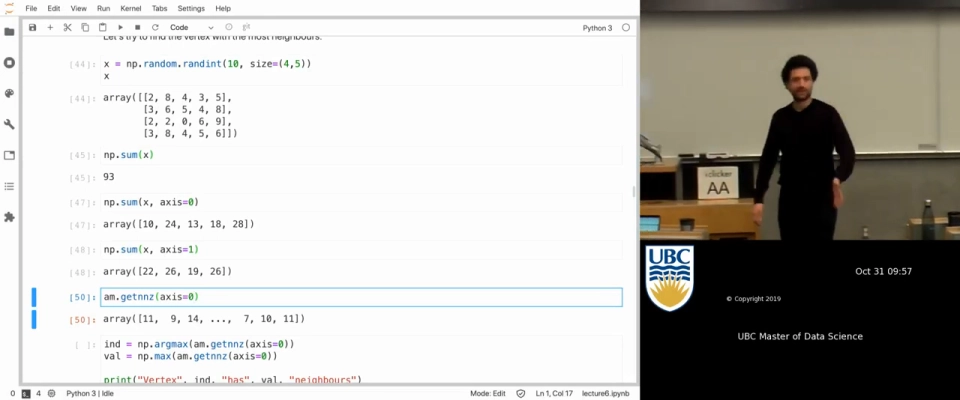 File Edit View Run Kernel Tabs Settings Help
Code
Python 3
Let's try to find the vertex with the most neighbours.
[44]: x = np.random.randint(10, size=(4,5))
x
[44]: array([[2, 8, 4, 3, 5],
[3, 6, 5, 4, 8],
[2, 2, 0, 6, 9],
[3, 8, 4, 5, 6]])
[45]: np.sum(x)
[45]: 93
[47]: np.sum(x, axis=0)
[47]: array([10, 24, 13, 18, 28])
[48]: np.sum(x, axis=1)
[48]: array([22, 26, 19, 26])
[50]: am.getnnz(axis=0)
[50]: array([11, 9, 14, ..., 7, 10, 11])
[ ]: ind = np.argmax(am.getnnz(axis=0))
val = np.max(am.getnnz(axis=0))
print("Vertex", ind, "has", val, "neighbours")
0 4 Python 3 | Idle Mode: Edit Ln 1, Col 17 lecture6.ipynb
iclicker
AA
UBC
Oct 31 09:57
© Copyright 2019
UBC Master of Data Science